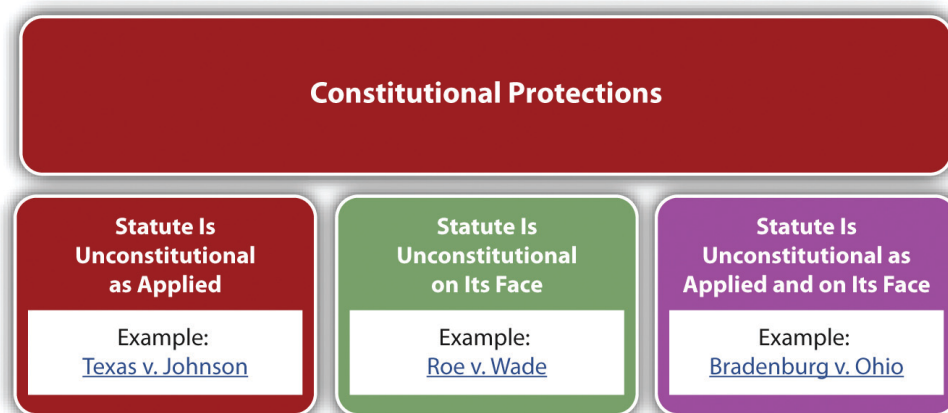 Constitutional Protections
Statute Is
Unconstitutional
as Applied
Example:
Texas v. Johnson
Statute Is
Unconstitutional
on Its Face
Example:
Roe v. Wade
Statute Is
Unconstitutional as
Applied and on Its Face
Example:
Bradenburg v. Ohio